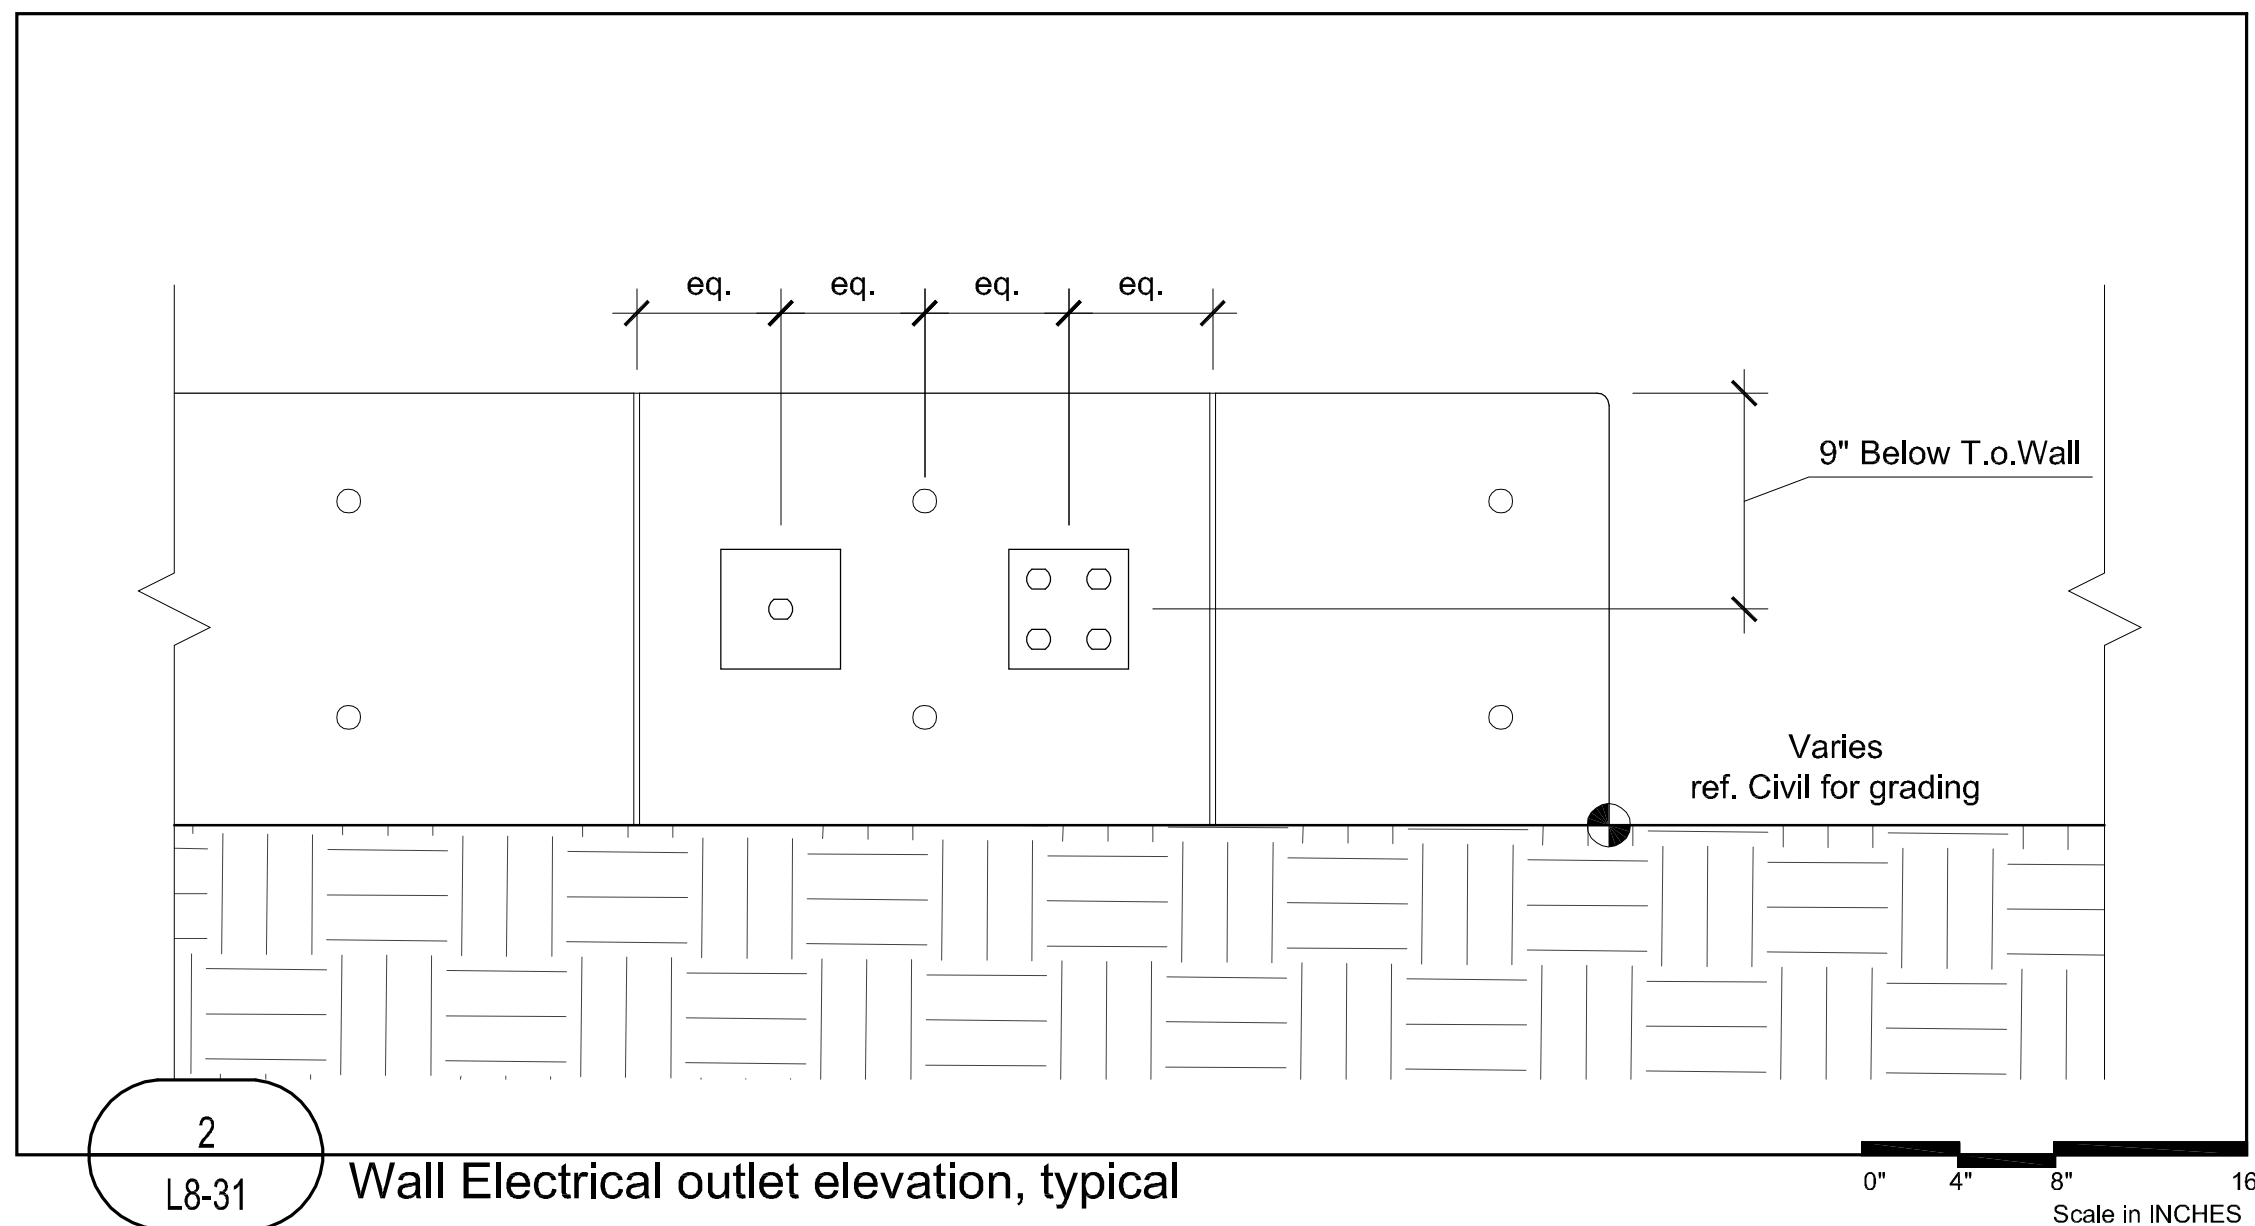 eq. eq. eq. eq.
9" Below T.o.Wall
Varies
ref. Civil for grading
2
L8-31
Wall Electrical outlet elevation, typical
0" 4" 8" 16
Scale in INCHES